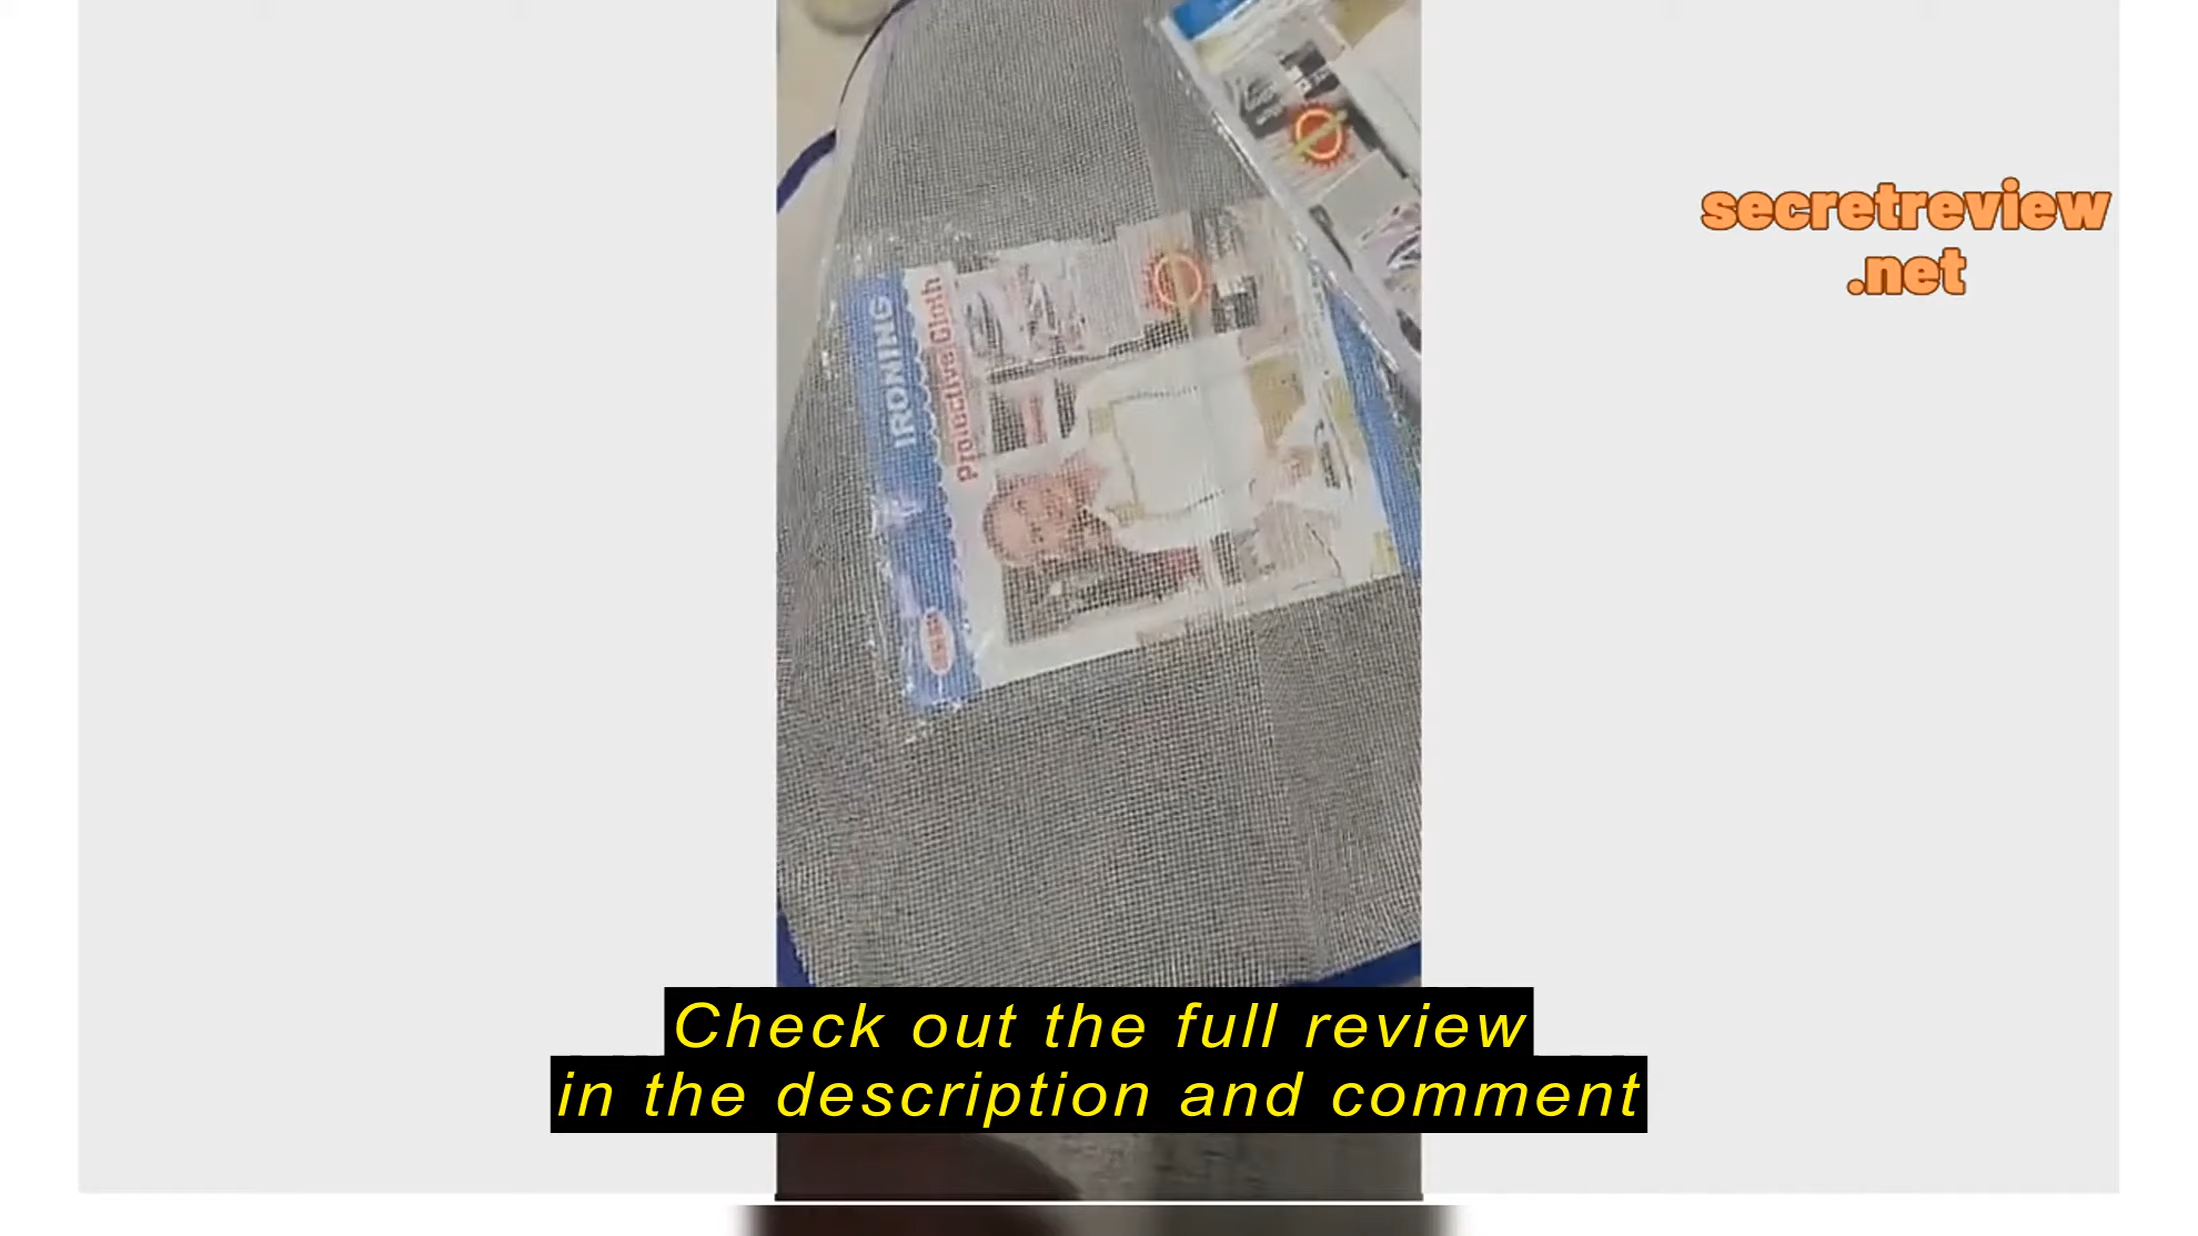 secretreview
.net
IRONING
Protective Cloth
Check out the full review
in the description and comment